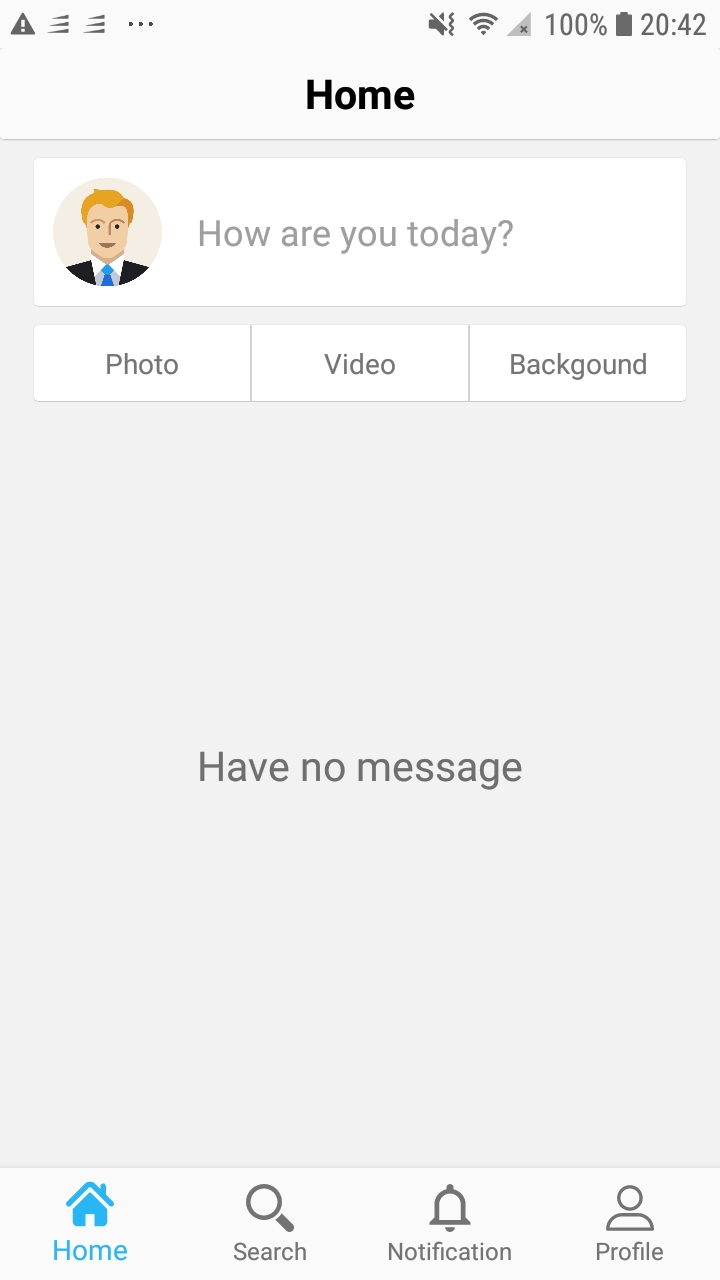 100% 20:42
Home
How are you today?
Photo Video Backgound
Have no message
Home Search Notification Profile